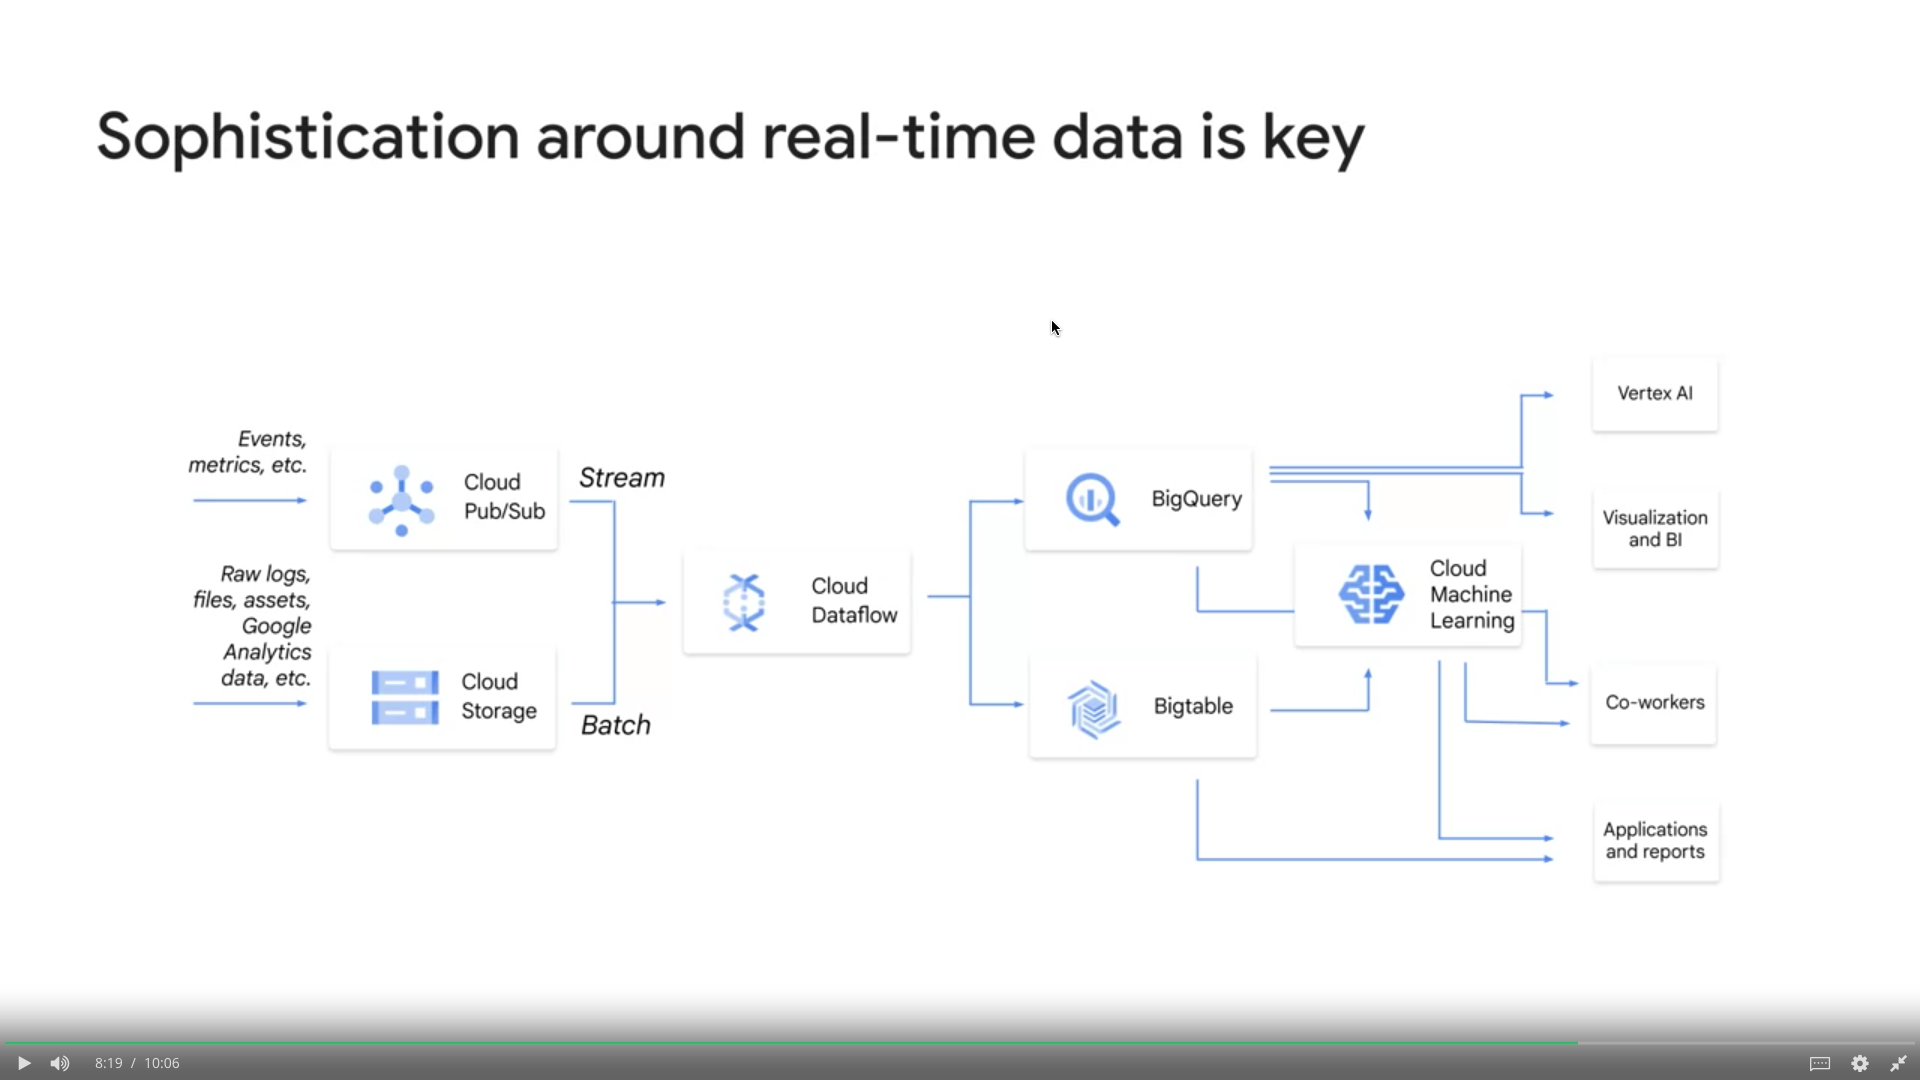 Sophistication around real-time data is key
Events,
metrics, etc.
Cloud
Pub/Sub
Stream
Raw logs,
files, assets,
Google
Analytics
data, etc.
Cloud
Storage
Batch
Cloud
Dataflow
BigQuery
Bigtable
Cloud
Machine
Learning
Vertex AI
Visualization
and BI
Co-workers
Applications
and reports
8:19 / 10:06